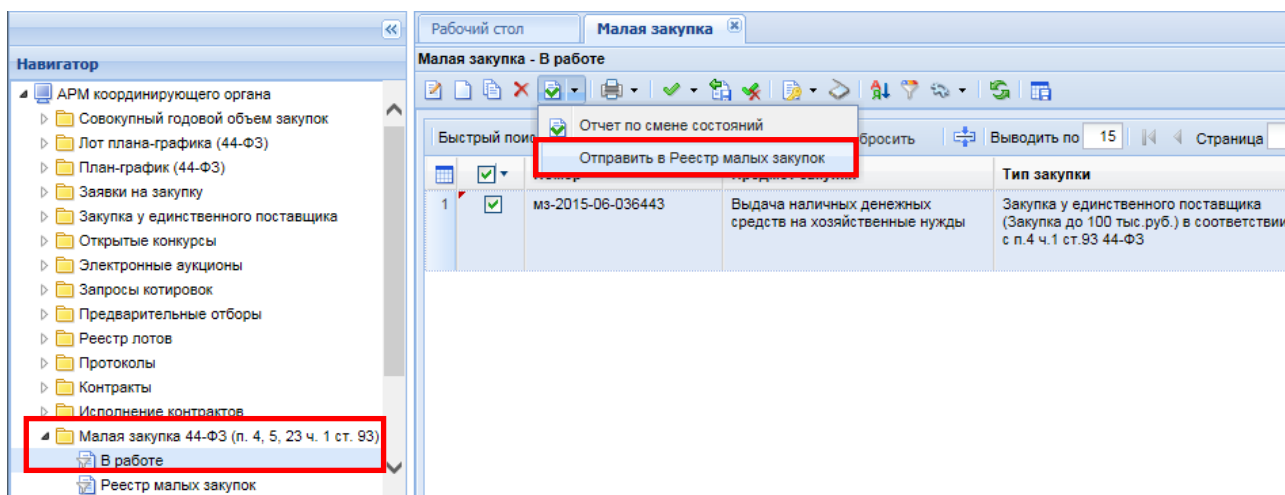 Навигатор
АРМ координирующего органа
Совокупный годовой объем закупок
Лот плана-графика (44-ФЗ)
План-график (44-ФЗ)
Заявки на закупку
Закупка у единственного поставщика
Открытые конкурсы
Электронные аукционы
Запросы котировок
Предварительные отборы
Реестр лотов
Протоколы
Контракты
Исполнение контрактов
Малая закупка 44-ФЗ (п. 4, 5, 23 ч. 1 ст. 93)
В работе
Реестр малых закупок
Рабочий стол
Малая закупка
Малая закупка - В работе
Отчет по смене состояний
Отправить в Реестр малых закупок
Быстрый
Выводить по 15
Страница
Тип закупки
1
мз-2015-06-036443
Выдача наличных денежных
средств на хозяйственные нужды
Закупка у единственного поставщика
(Закупка до 100 тыс.руб.) в соответствии
с п.4 ч.1 ст.93 44-ФЗ